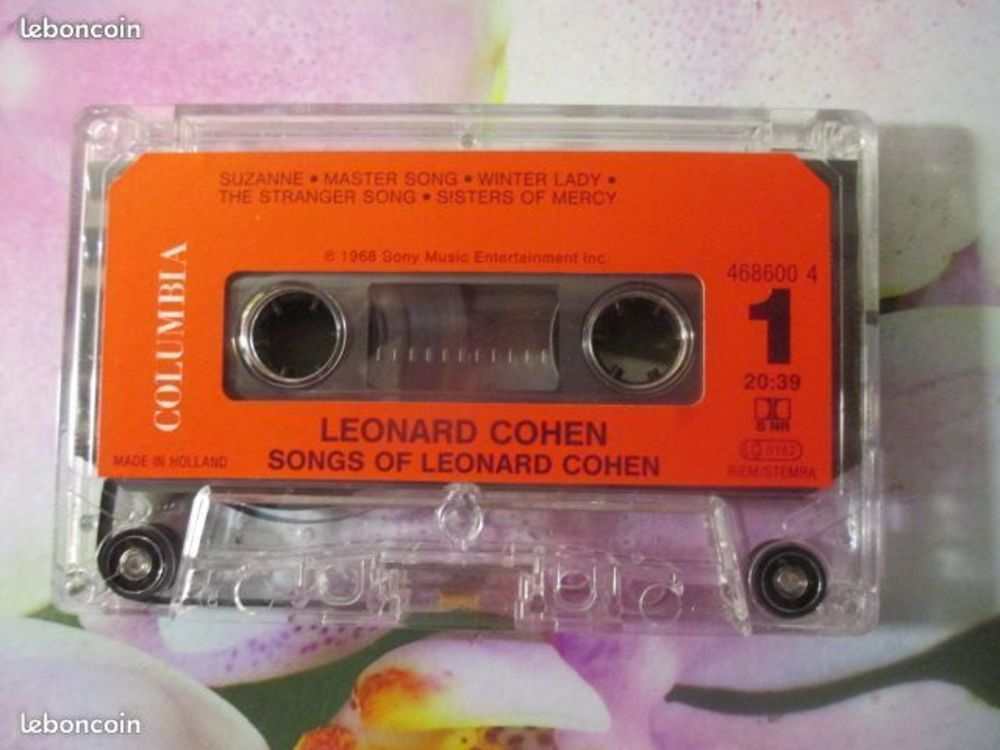 leboncoin
SUZANNE • MASTER SONG • WINTER LADY •
THE STRANGER SONG • SISTERS OF MERCY
℗ 1968 Sony Music Entertainment Inc.
COLUMBIA
468600 4
1
20:39
B NR
LEONARD COHEN
SONGS OF LEONARD COHEN
MADE IN HOLLAND
BIEM/STEMRA
leboncoin